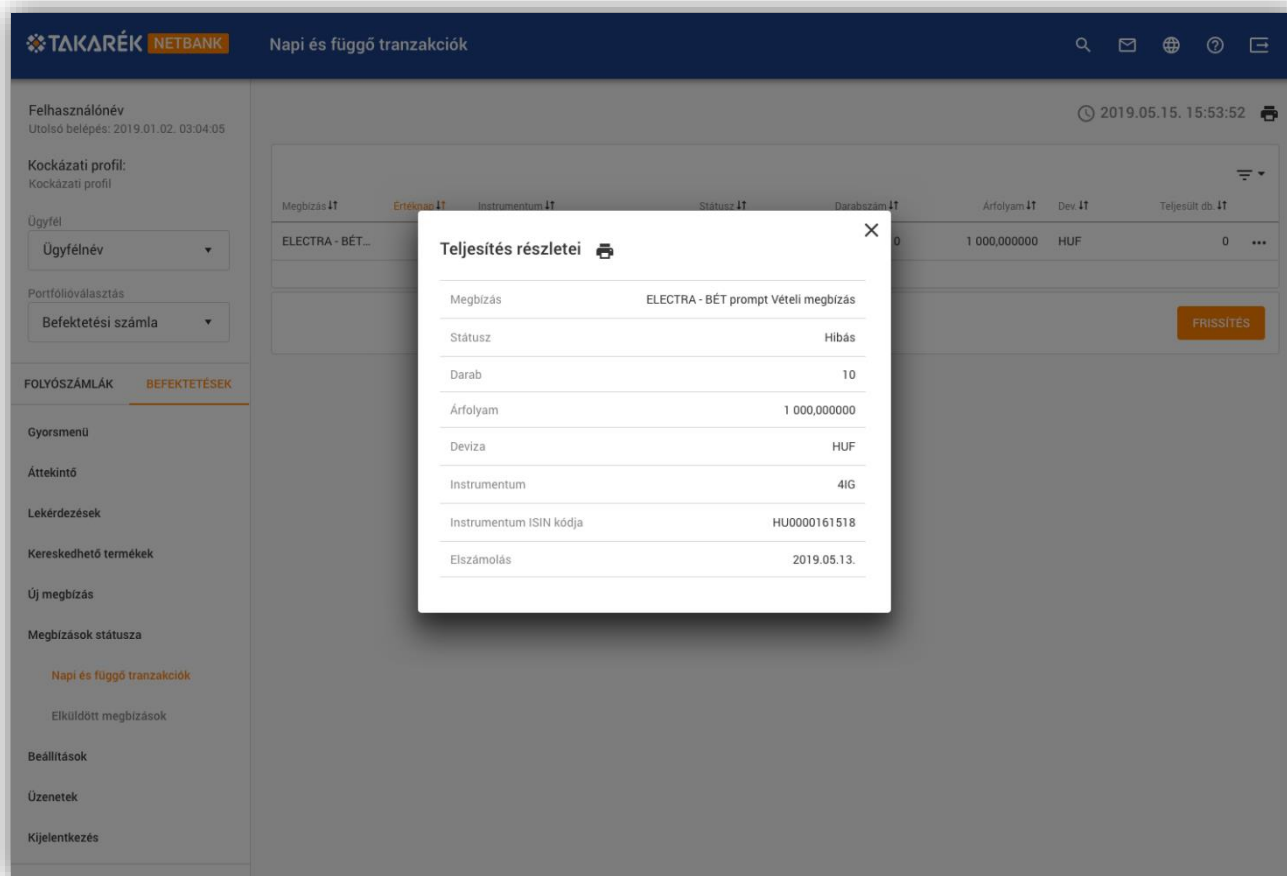 TAKARÉK NETBANK
Napi és függő tranzakciók
Felhasználónév
Utolsó belépés: 2019.01.02. 03:04:05
2019.05.15. 15:53:52
Kockázati profil:
Kockázati profil
Ügyfél
Ügyfélnév
Portfólióválasztás
Befektetési számla
FOLYÓSZÁMLÁK BEFEKTETÉSEK
Gyorsmenü
Áttekintő
Lekérdezések
Kereskedhető termékek
Új megbízás
Megbízások státusza
Napi és függő tranzakciók
Elküldött megbízások
Beállítások
Üzenetek
Kijelentkezés
Megbízás Értéknap Instrumentum Státusz Darabszám Árfolyam Dev. Teljesült db.
ELECTRA - BÉT... 0 1 000,000000 HUF 0
FRISSÍTÉS
Teljesítés részletei
Megbízás ELECTRA - BÉT prompt Vételi megbízás
Státusz Hibás
Darab 10
Árfolyam 1 000,000000
Deviza HUF
Instrumentum 4IG
Instrumentum ISIN kódja HU0000161518
Elszámolás 2019.05.13.